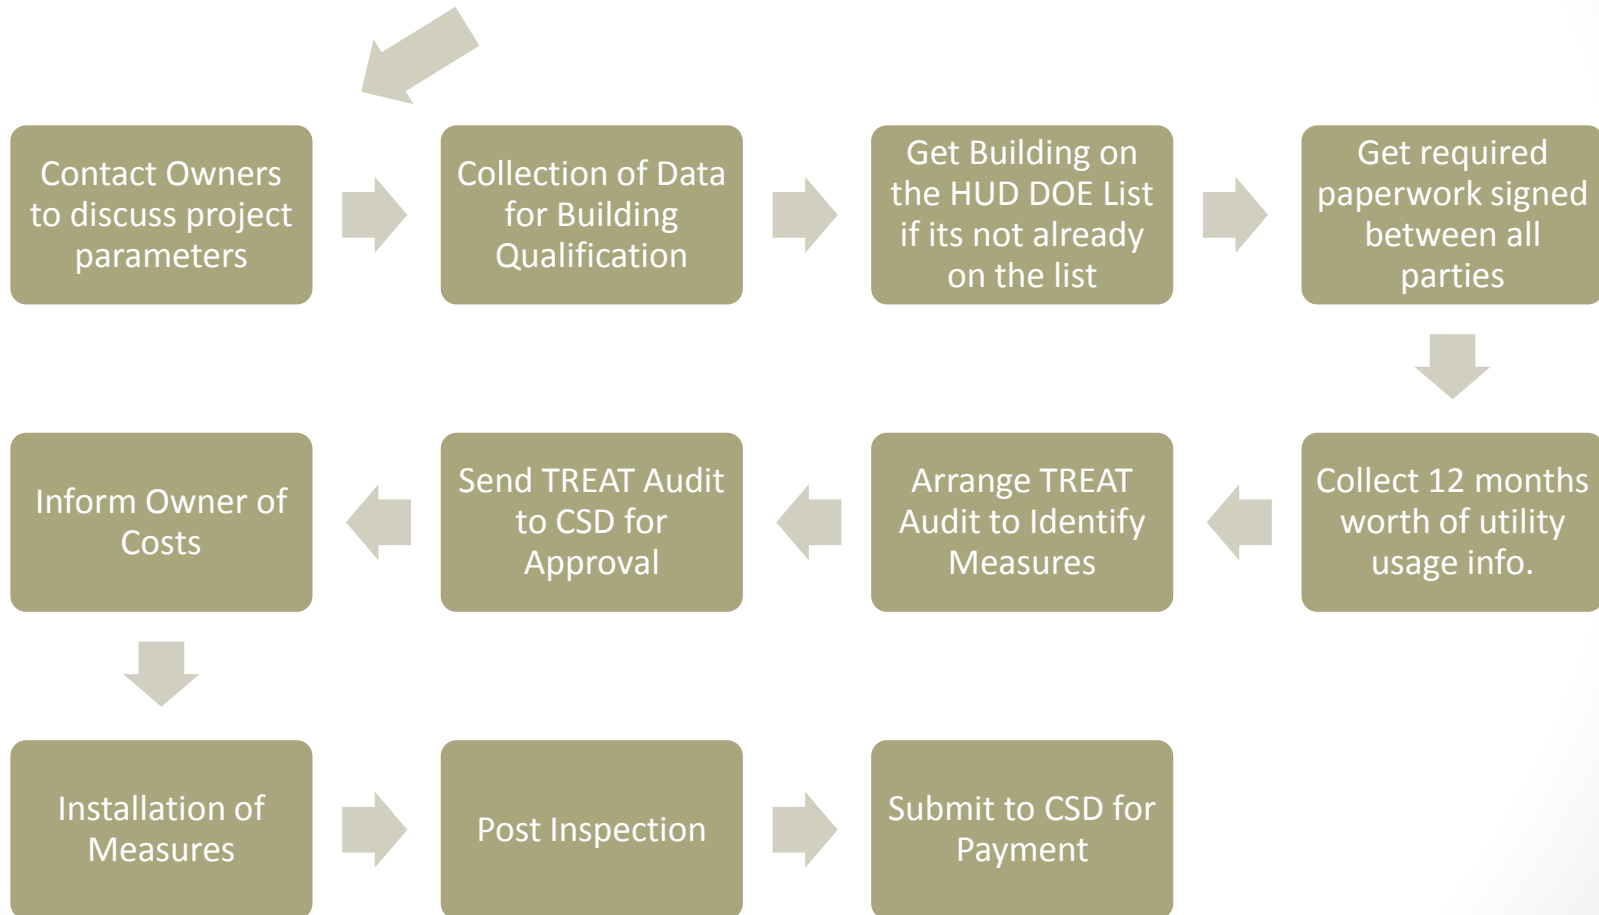 Contact Owners
to discuss project
parameters
Collection of Data
for Building
Qualification
Get Building on
the HUD DOE List
if its not already
on the list
Get required
paperwork signed
between all
parties
Collect 12 months
worth of utility
usage info.
Arrange TREAT
Audit to Identify
Measures
Send TREAT Audit
to CSD for
Approval
Inform Owner of
Costs
Installation of
Measures
Post Inspection
Submit to CSD for
Payment